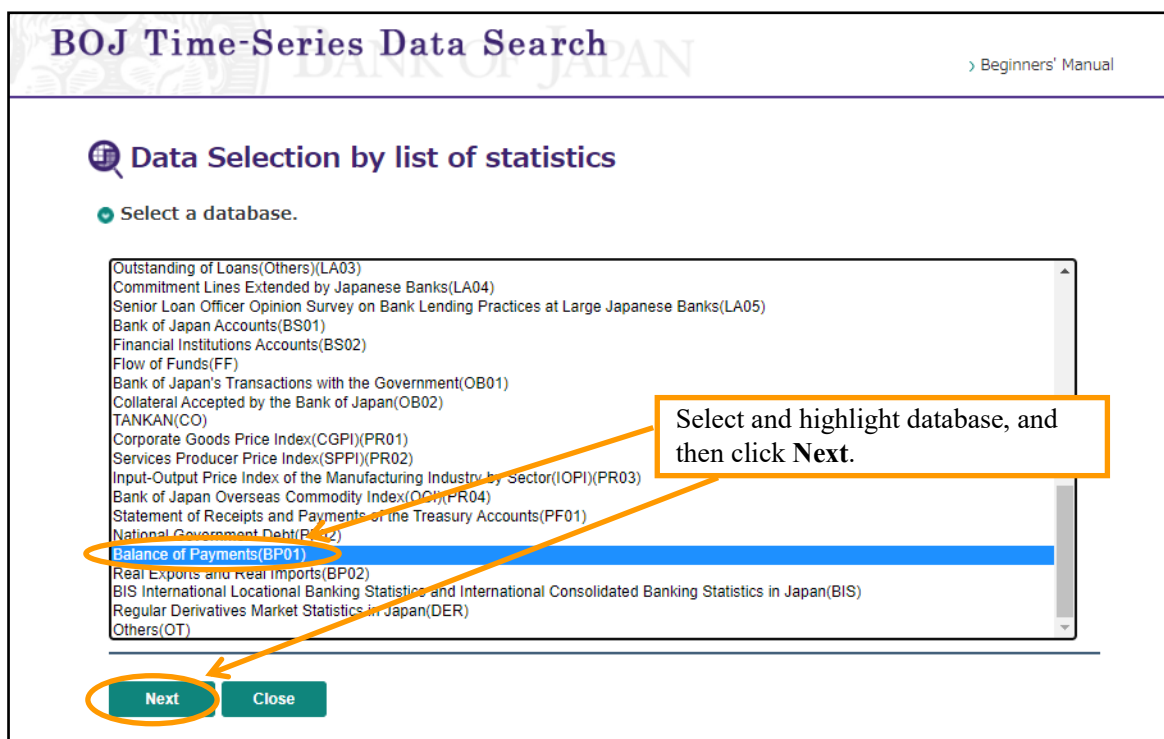 BOJ Time-Series Data Search
BANK OF JAPAN
Beginners' Manual
Data Selection by list of statistics
Select a database.
Outstanding of Loans(Others)(LA03)
Commitment Lines Extended by Japanese Banks(LA04)
Senior Loan Officer Opinion Survey on Bank Lending Practices at Large Japanese Banks(LA05)
Bank of Japan Accounts(BS01)
Financial Institutions Accounts(BS02)
Flow of Funds(FF)
Bank of Japan's Transactions with the Government(OB01)
Collateral Accepted by the Bank of Japan(OB02)
TANKAN(CO)
Corporate Goods Price Index(CGPI)(PR01)
Services Producer Price Index(SPPI)(PR02)
Input-Output Price Index of the Manufacturing Industry by Sector(IOPI)(PR03)
Bank of Japan Overseas Commodity Index(OCI)(PR04)
Statement of Receipts and Payments of the Treasury Accounts(PF01)
National Government Debt(PF02)
Balance of Payments(BP01)
Real Exports and Real Imports(BP02)
BIS International Locational Banking Statistics and International Consolidated Banking Statistics in Japan(BIS)
Regular Derivatives Market Statistics in Japan(DER)
Others(OT)
Select and highlight database, and
then click Next.
Next
Close